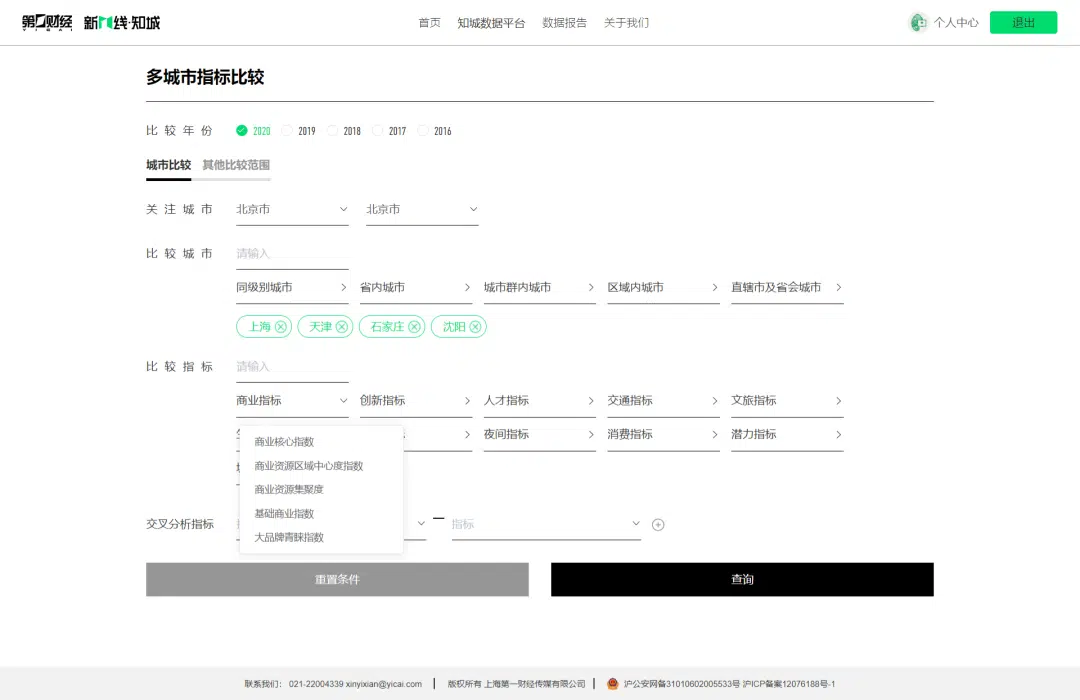 第一财经 YICAI 新一线·知城
首页 知城数据平台 数据报告 关于我们 个人中心 退出
多城市指标比较
比较年份 2020 2019 2018 2017 2016
城市比较 其他比较范围
关注城市 北京市 北京市
比较城市 请输入
同级别城市 省内城市 城市群内城市 区域内城市 直辖市及省会城市
上海 天津 石家庄 沈阳
比较指标 请输入
商业指标 创新指标 人才指标 交通指标 文旅指标
夜间指标 消费指标 潜力指标
商业核心指数
商业资源区域中心度指数
商业资源集聚度
基础商业指数
大品牌青睐指数
交叉分析指标 指标
重置条件 查询
联系我们： 021-22004339 xinyixian@yicai.com | 版权所有 上海第一财经传媒有限公司 | 沪公安网备31010602005533号 沪ICP备案12076188号-1